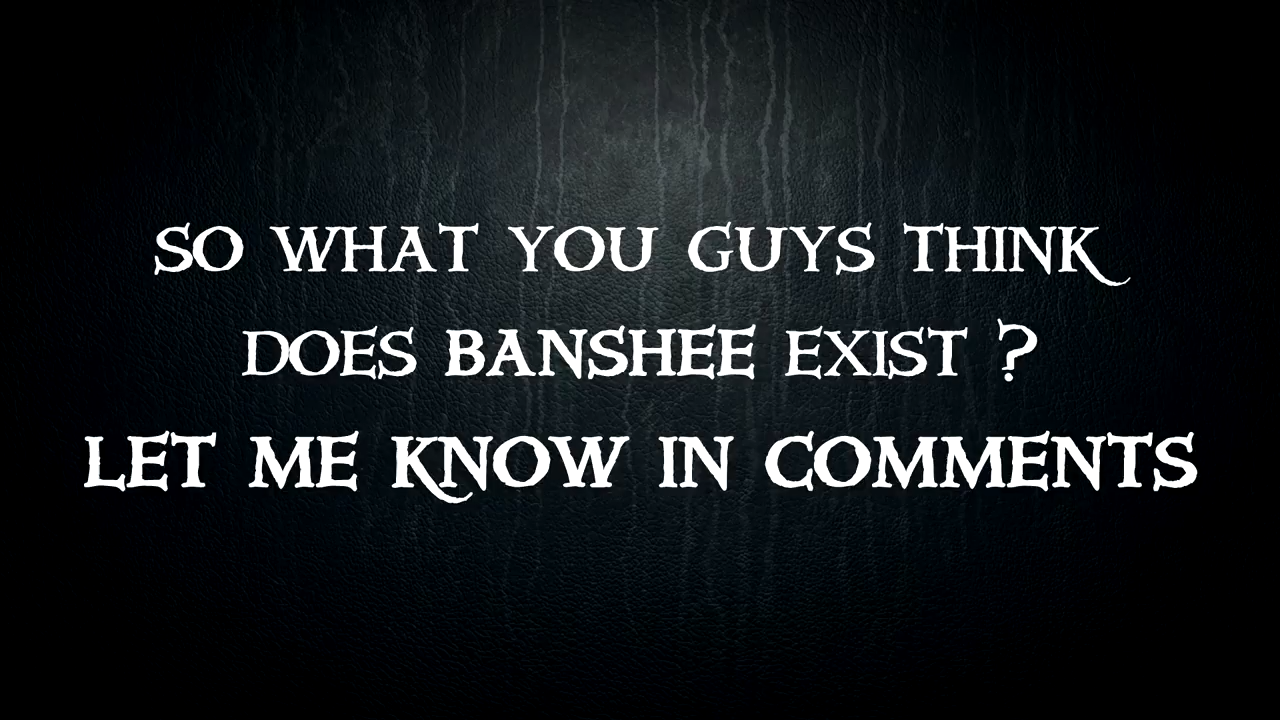 SO WHAT YOU GUYS THINK
DOES BANSHEE EXIST ?
LET ME KNOW IN COMMENTS